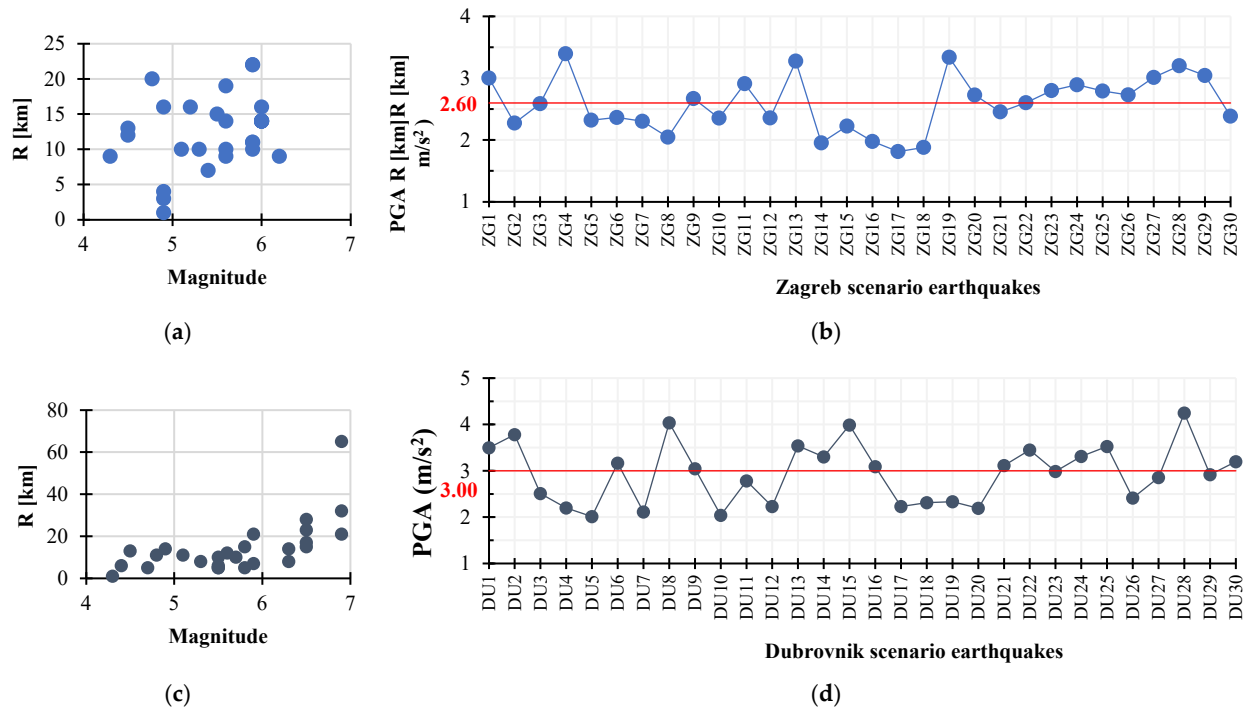 25
20
15
10
5
0
R [km]
4
5
6
7
Magnitude
(a)
4
3
2
1
2.60
PGA R [km]R [km]
m/s²)
ZG1
ZG2
ZG3
ZG4
ZG5
ZG6
ZG7
ZG8
ZG9
ZG10
ZG11
ZG12
ZG13
ZG14
ZG15
ZG16
ZG17
ZG18
ZG19
ZG20
ZG21
ZG22
ZG23
ZG24
ZG25
ZG26
ZG27
ZG28
ZG29
ZG30
Zagreb scenario earthquakes
(b)
80
60
40
20
0
R [km]
4
5
6
7
Magnitude
(c)
5
4
3
2
1
3.00
PGA (m/s²)
DU1
DU2
DU3
DU4
DU5
DU6
DU7
DU8
DU9
DU10
DU11
DU12
DU13
DU14
DU15
DU16
DU17
DU18
DU19
DU20
DU21
DU22
DU23
DU24
DU25
DU26
DU27
DU28
DU29
DU30
Dubrovnik scenario earthquakes
(d)